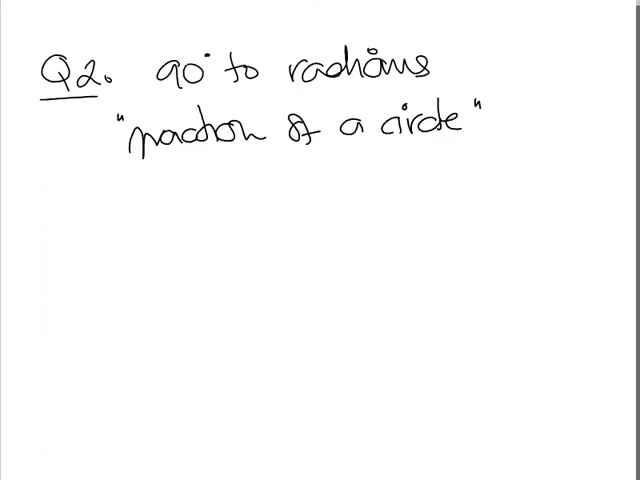 Q2. 90° to radians
"fraction of a circle"